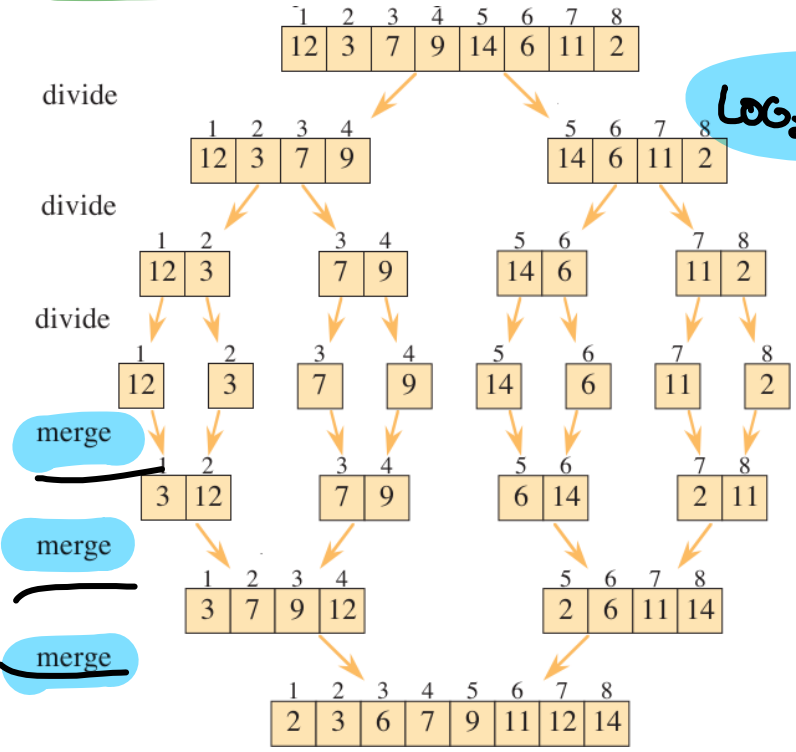 1 2 3 4 5 6 7 8
12 3 7 9 14 6 11 2
divide
LOG
1 2 3 4 5 6 7 8
12 3 7 9 14 6 11 2
divide
1 2 3 4 5 6 7 8
12 3 7 9 14 6 11 2
divide
1 2 3 4 5 6 7 8
12 3 7 9 14 6 11 2
merge
1 2 3 4 5 6 7 8
3 12 7 9 6 14 2 11
merge
1 2 3 4 5 6 7 8
3 7 9 12 2 6 11 14
merge
1 2 3 4 5 6 7 8
2 3 6 7 9 11 12 14